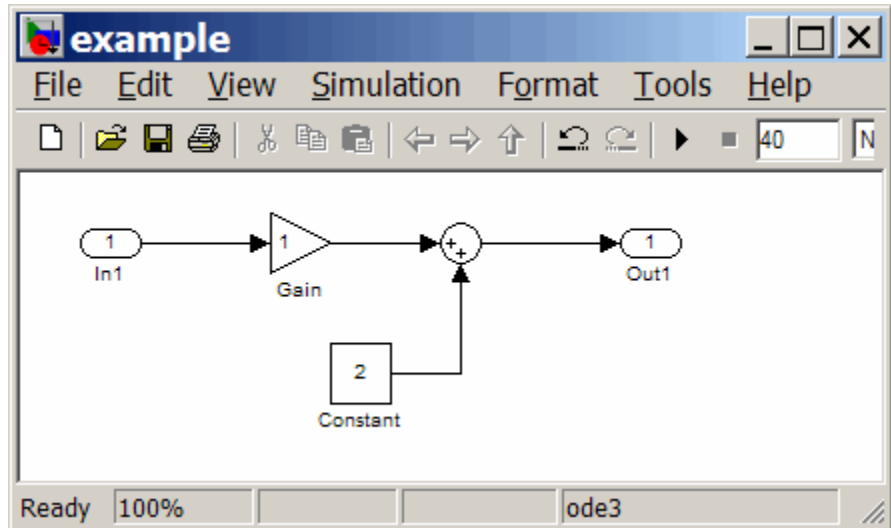 example
File Edit View Simulation Format Tools Help
40 N
1 1 1
In1 Gain Out1
+
+
2
Constant
Ready 100% ode3